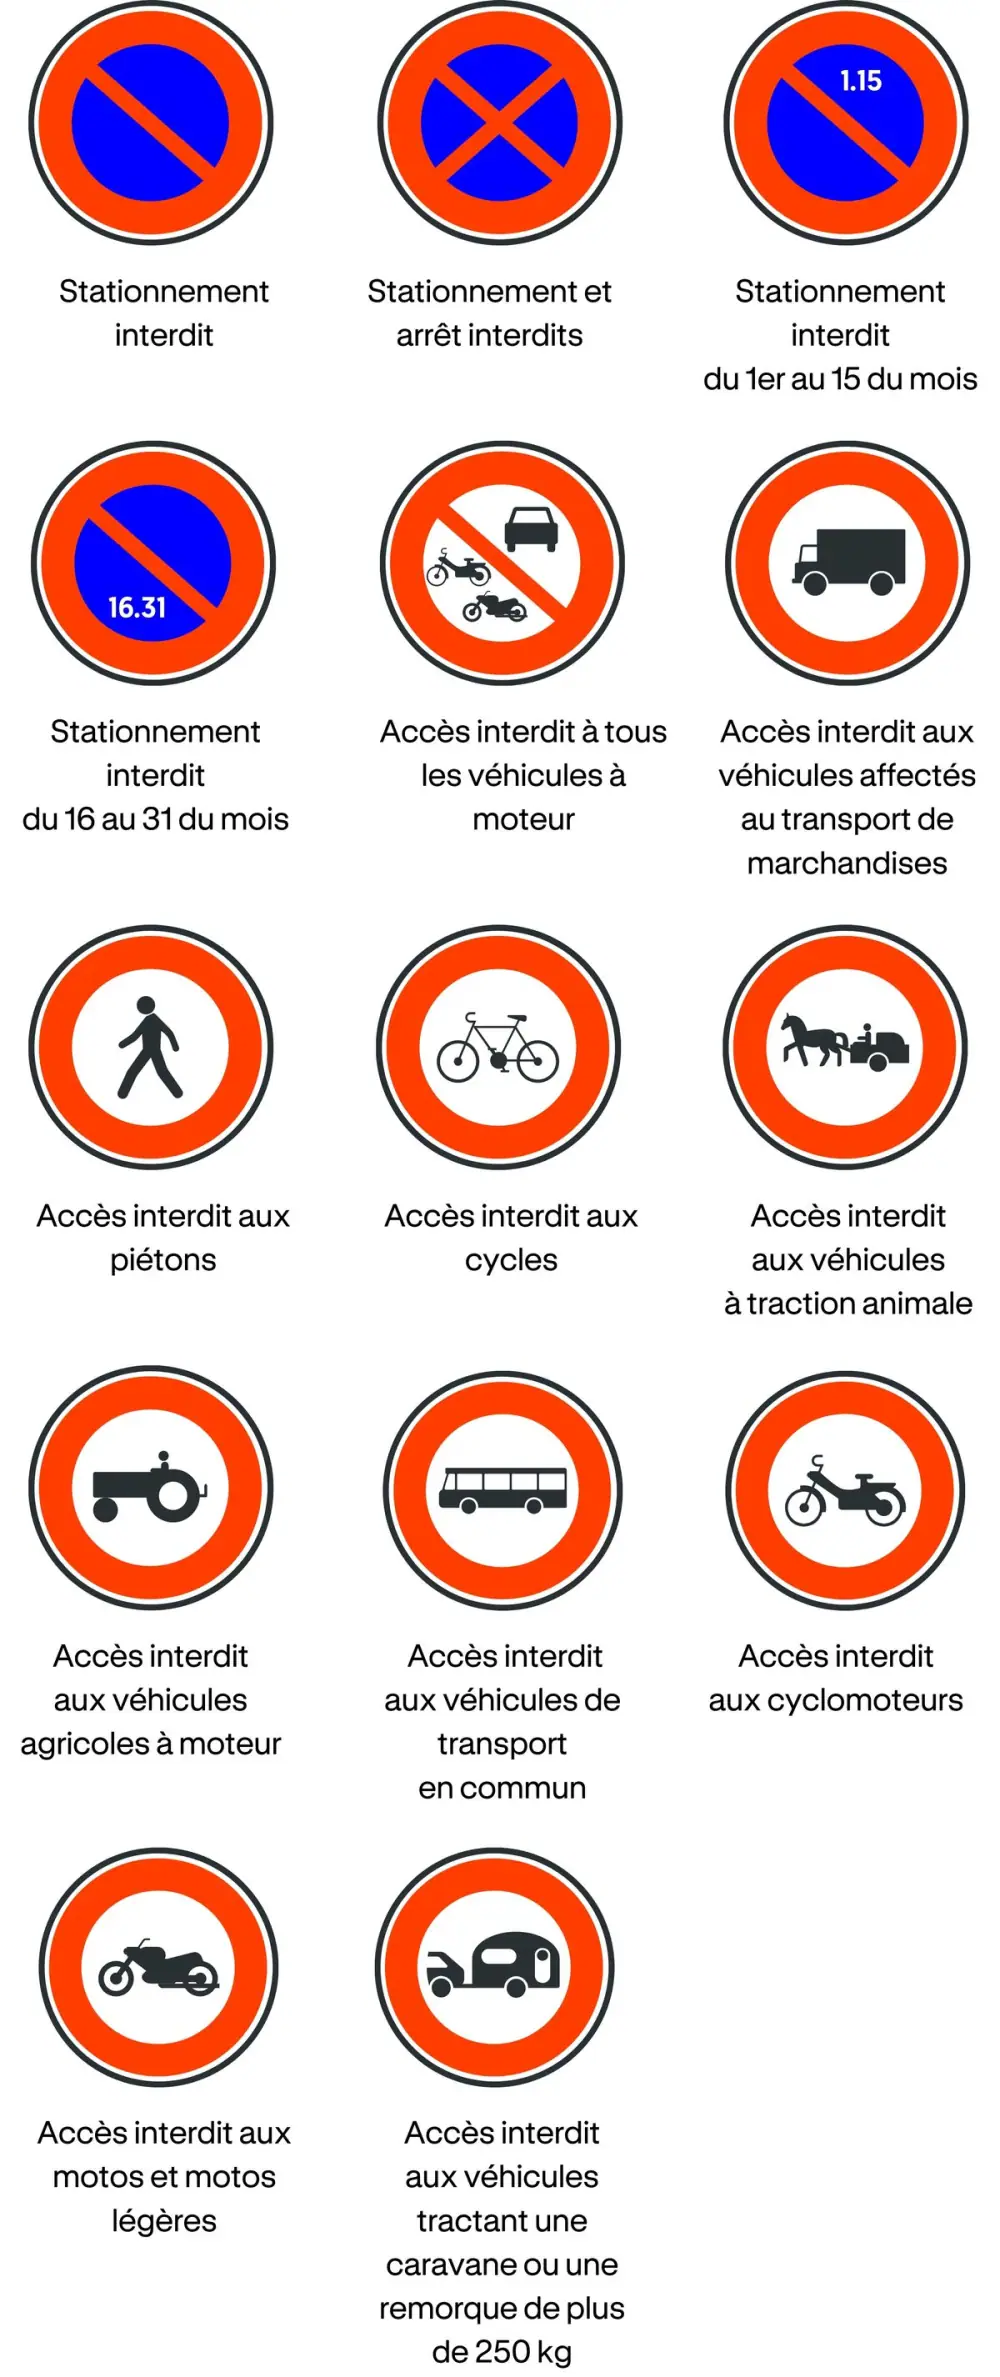 1.15
Stationnement
interdit
Stationnement et
arrêt interdits
Stationnement
interdit
du 1er au 15 du mois
16.31
Stationnement
interdit
du 16 au 31 du mois
Accès interdit à tous
les véhicules à
moteur
Accès interdit aux
véhicules affectés
au transport de
marchandises
Accès interdit aux
piétons
Accès interdit aux
cycles
Accès interdit
aux véhicules
à traction animale
Accès interdit
aux véhicules
agricoles à moteur
Accès interdit
aux véhicules de
transport
en commun
Accès interdit
aux cyclomoteurs
Accès interdit aux
motos et motos
légères
Accès interdit
aux véhicules
tractant une
caravane ou une
remorque de plus
de 250 kg